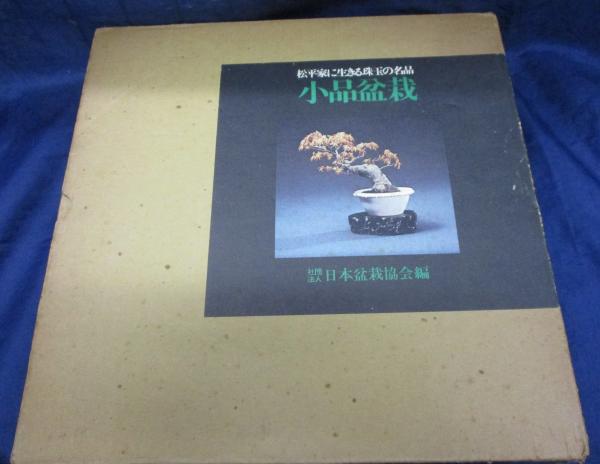 松平家に生きる珠玉の名品
小品盆栽
社団法人 日本盆栽協会編